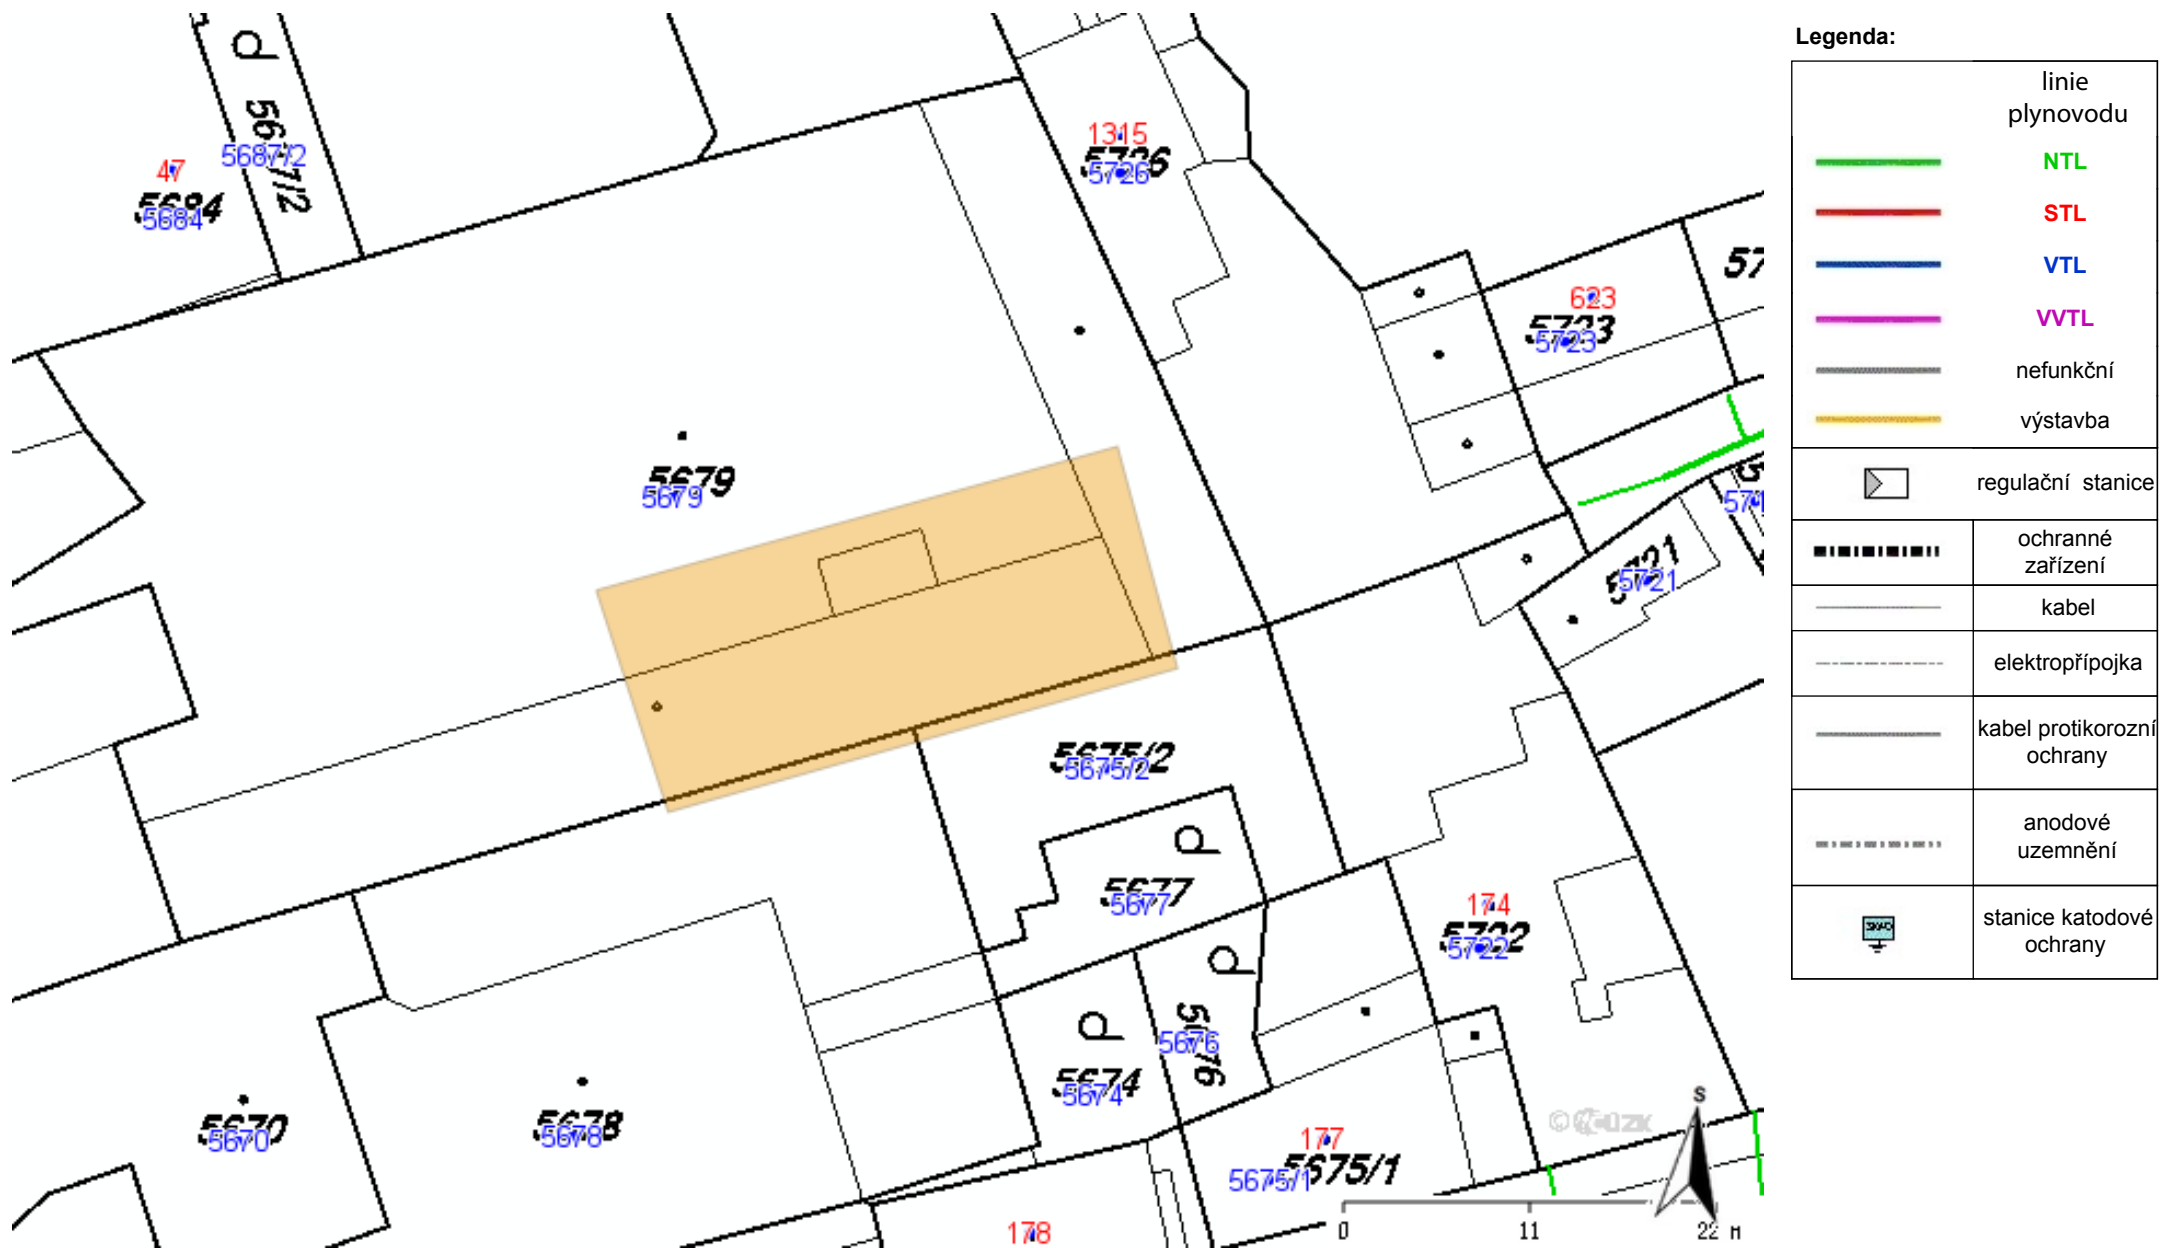 Legenda:
linie
plynovodu
NTL
STL
VTL
VVTL
nefunkční
výstavba
regulační stanice
ochranné
zařízení
kabel
elektropřípojka
kabel protikorozní
ochrany
anodové
uzemnění
stanice katodové
ochrany
5687/2
5687/2
47
5684
5684
1315
5726
5726
623
5723
5723
57
5679
5679
571
5721
5721
5675/2
5675/2
5677
5677
174
5722
5722
5676
5676
5674
5674
5670
5670
5678
5678
177
5675/1
5675/1
178
S
0
11
22 m